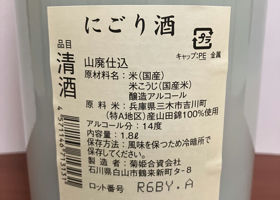 にごり酒
プラ
キャップ:PE 金属
品目
清酒
山廃仕込
原材料名:米(国産)
米こうじ(国産米)
醸造アルコール
原料米:兵庫県三木市吉川町
(特A地区)産山田錦100%使用
アルコール分:14度
内容量:1.8ℓ
保存方法:風味を保つため冷暗所で
保存してください。
製造者:菊姫合資会社
石川県白山市鶴来新町タ-8
ロット番号 R6BY.A